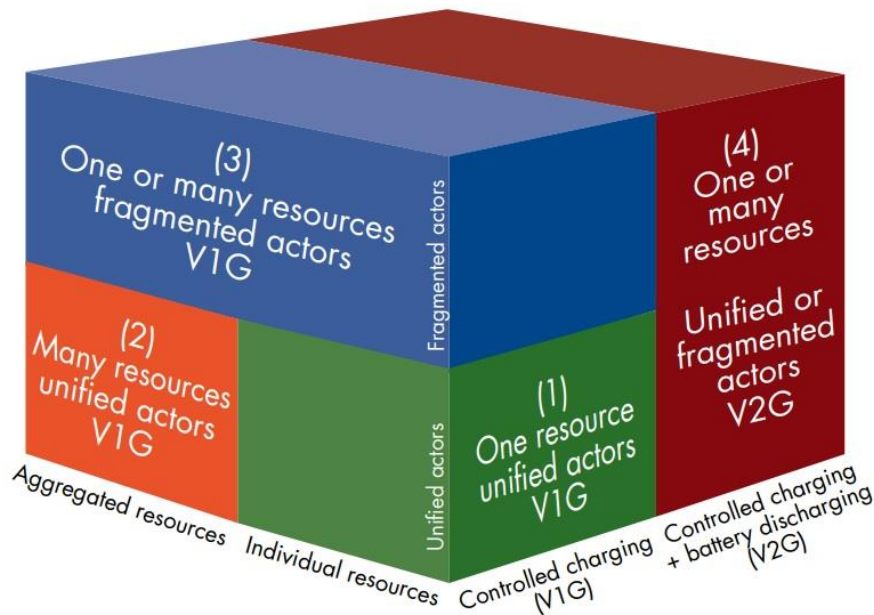 (3)
One or many resources
fragmented actors
V1G
(2)
Many resources
unified actors
V1G
Fragmented actors
Unified actors
(1)
One resource
unified actors
V1G
(4)
One or
many
resources
Unified or
fragmented
actors
V2G
Aggregated resources
Individual resources
Controlled charging
(V1G)
Controlled charging
+ battery discharging
(V2G)